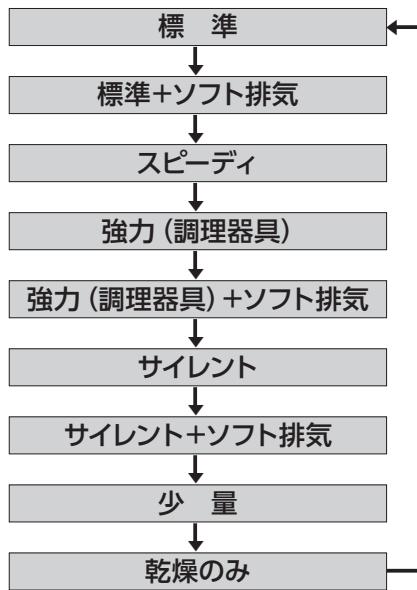 標　準
標準＋ソフト排気
スピーディ
強力（調理器具）
強力（調理器具）＋ソフト排気
サイレント
サイレント＋ソフト排気
少　量
乾燥のみ